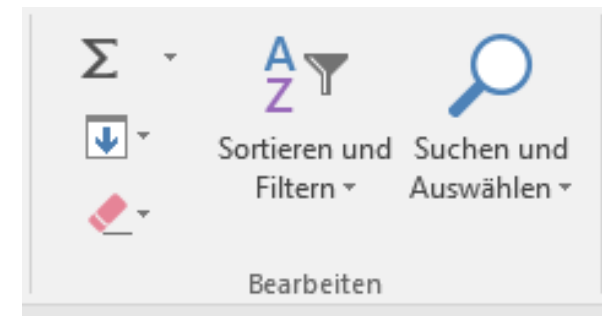 Σ
A
Z
Sortieren und
Filtern
Suchen und
Auswählen
Bearbeiten